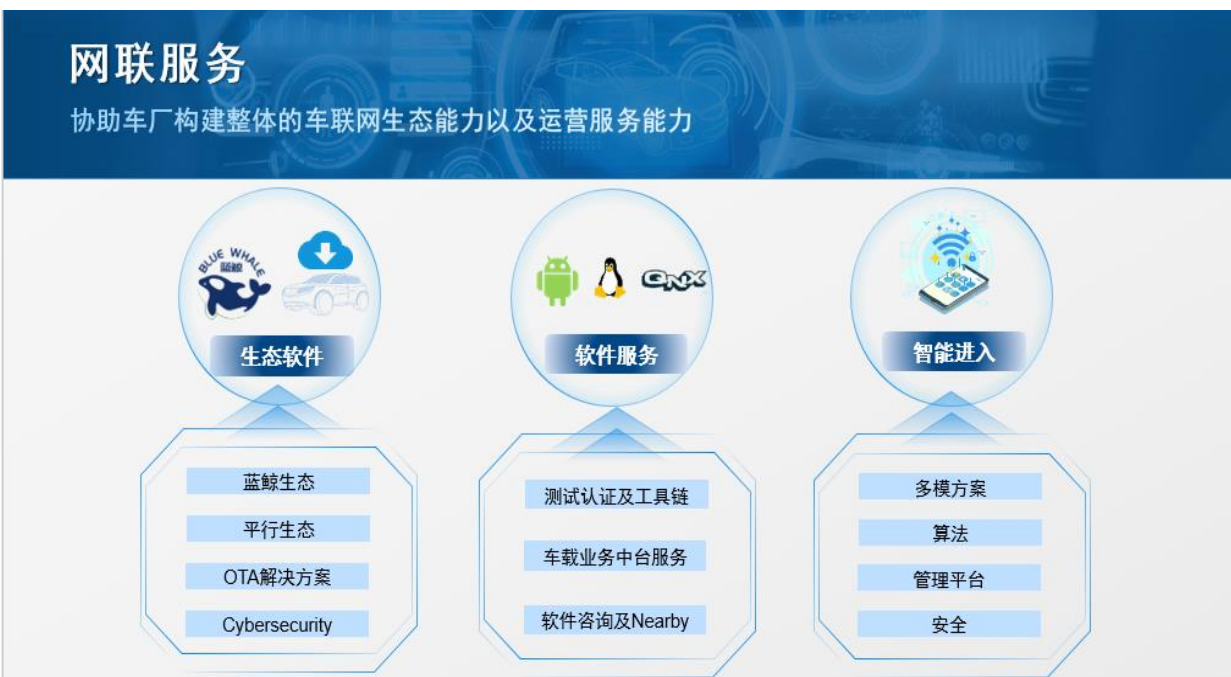 网联服务
协助车厂构建整体的车联网生态能力以及运营服务能力
BLUE WHALE
蓝鲸
生态软件
蓝鲸生态
平行生态
OTA解决方案
Cybersecurity
QNX
软件服务
测试认证及工具链
车载业务中台服务
软件咨询及Nearby
智能进入
多模方案
算法
管理平台
安全